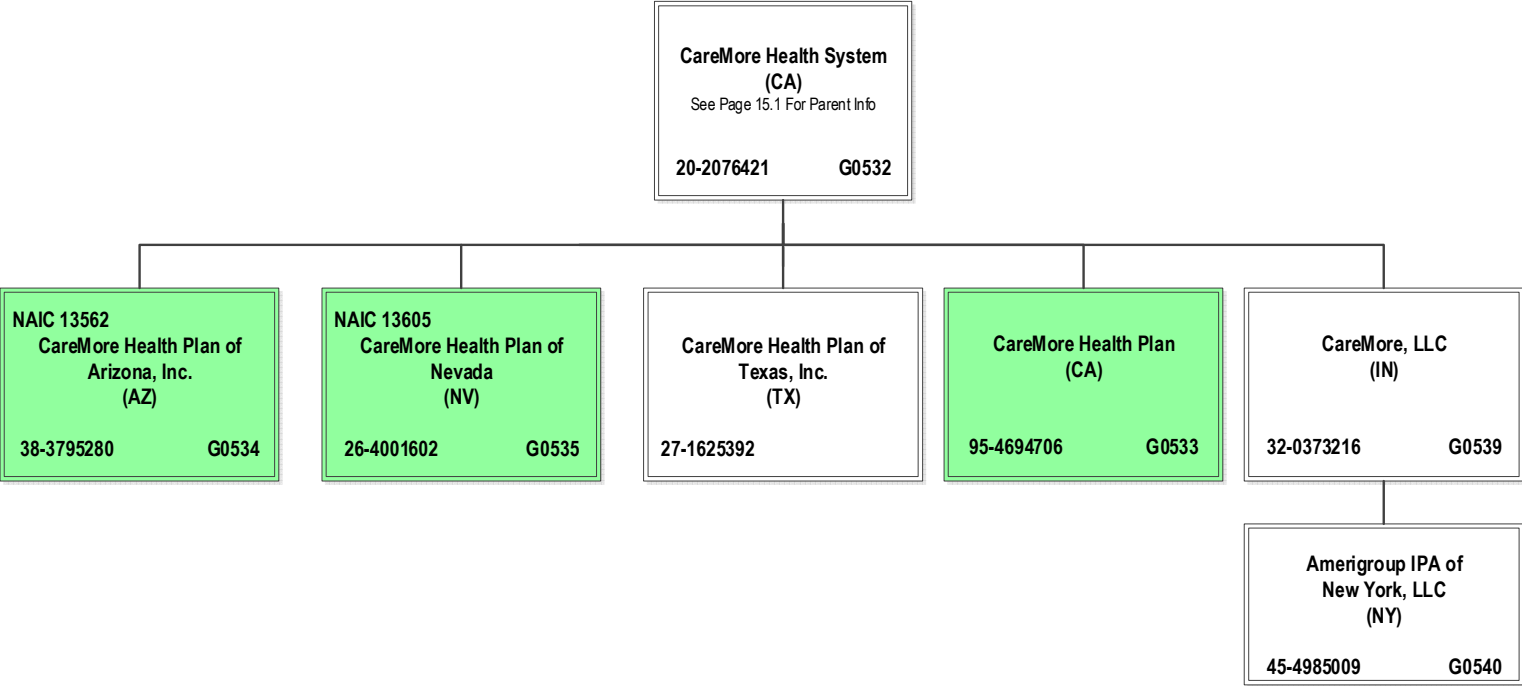 CareMore Health System
(CA)
See Page 15.1 For Parent Info
20-2076421 G0532
NAIC 13562
CareMore Health Plan of
Arizona, Inc.
(AZ)
38-3795280 G0534
NAIC 13605
CareMore Health Plan of
Nevada
(NV)
26-4001602 G0535
CareMore Health Plan of
Texas, Inc.
(TX)
27-1625392
CareMore Health Plan
(CA)
95-4694706 G0533
CareMore, LLC
(IN)
32-0373216 G0539
Amerigroup IPA of
New York, LLC
(NY)
45-4985009 G0540